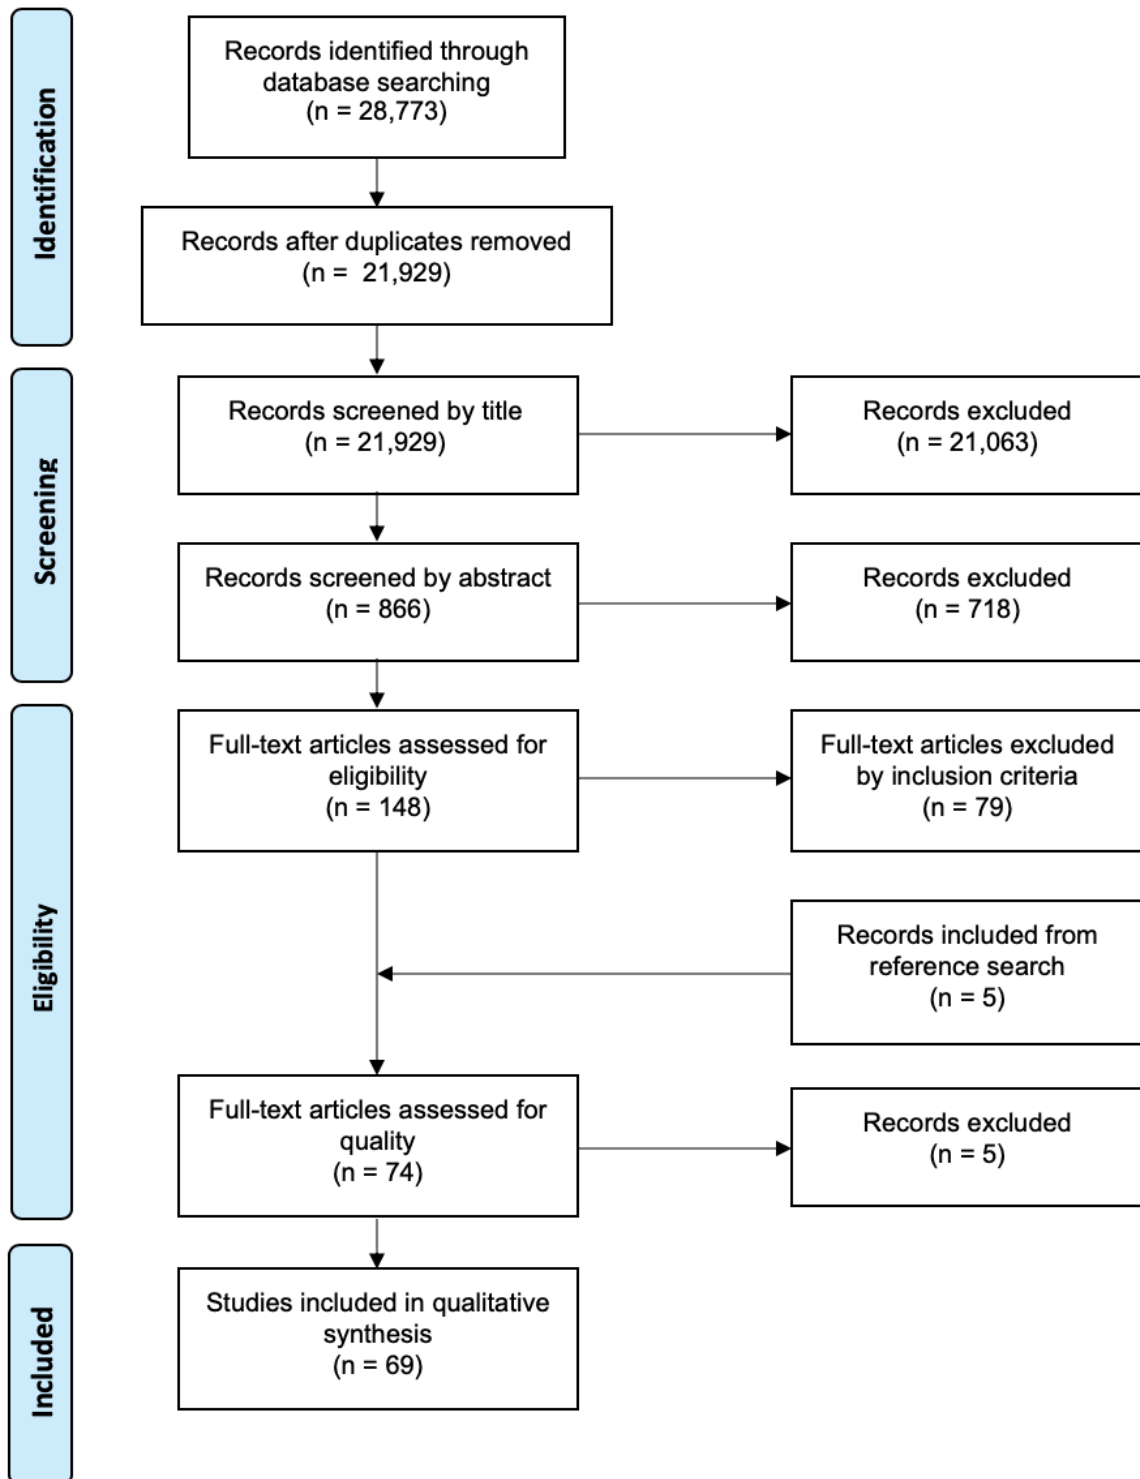 Identification
Records identified through
database searching
(n = 28,773)
Records after duplicates removed
(n =  21,929)
Screening
Records screened by title
(n = 21,929)
Records excluded
(n = 21,063)
Records screened by abstract
(n = 866)
Records excluded
(n = 718)
Eligibility
Full-text articles assessed for
eligibility
(n = 148)
Full-text articles excluded
by inclusion criteria
(n = 79)
Records included from
reference search
(n = 5)
Full-text articles assessed for
quality
(n = 74)
Records excluded
(n = 5)
Included
Studies included in qualitative
synthesis
(n = 69)